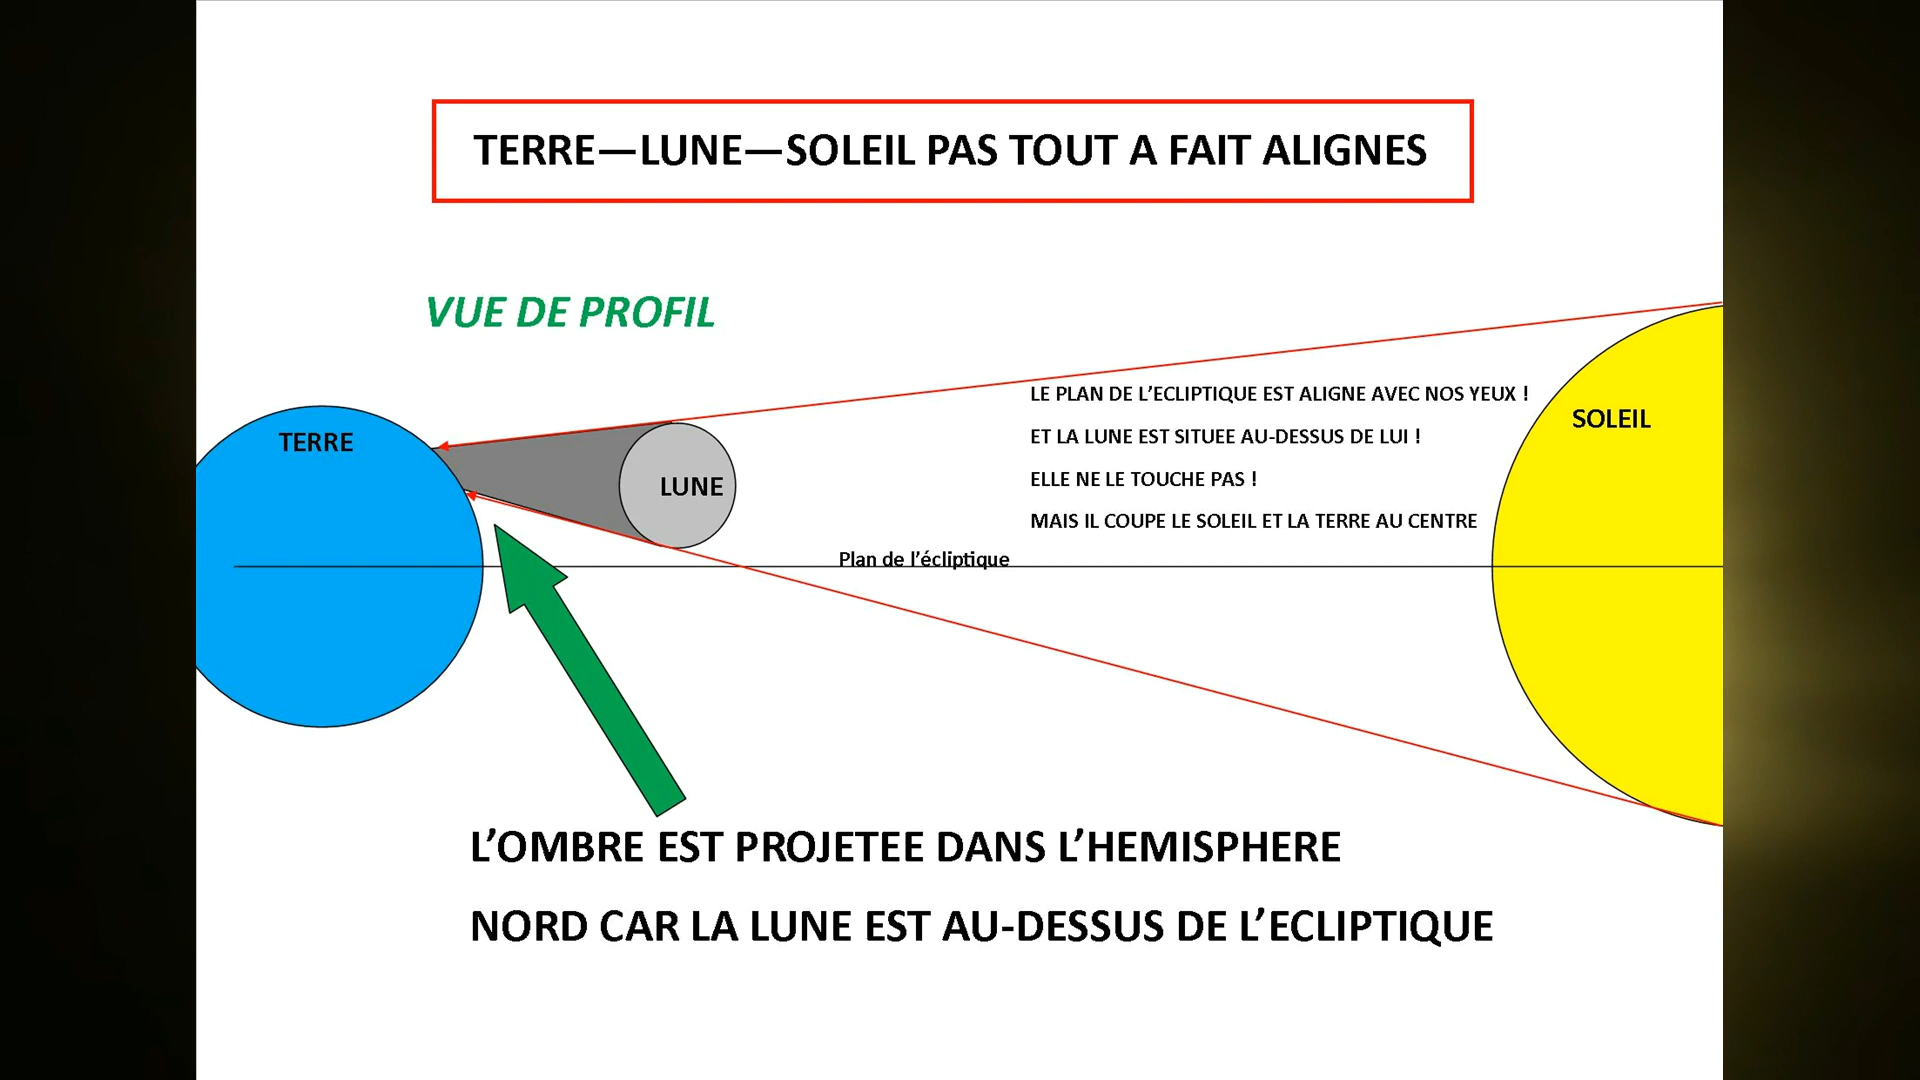 TERRE—LUNE—SOLEIL PAS TOUT A FAIT ALIGNES
VUE DE PROFIL
LE PLAN DE L’ECLIPTIQUE EST ALIGNE AVEC NOS YEUX !
SOLEIL
TERRE
ET LA LUNE EST SITUEE AU-DESSUS DE LUI !
ELLE NE LE TOUCHE PAS !
LUNE
MAIS IL COUPE LE SOLEIL ET LA TERRE AU CENTRE
Plan de l’écliptique
L’OMBRE EST PROJETEE DANS L’HEMISPHERE
NORD CAR LA LUNE EST AU-DESSUS DE L’ECLIPTIQUE